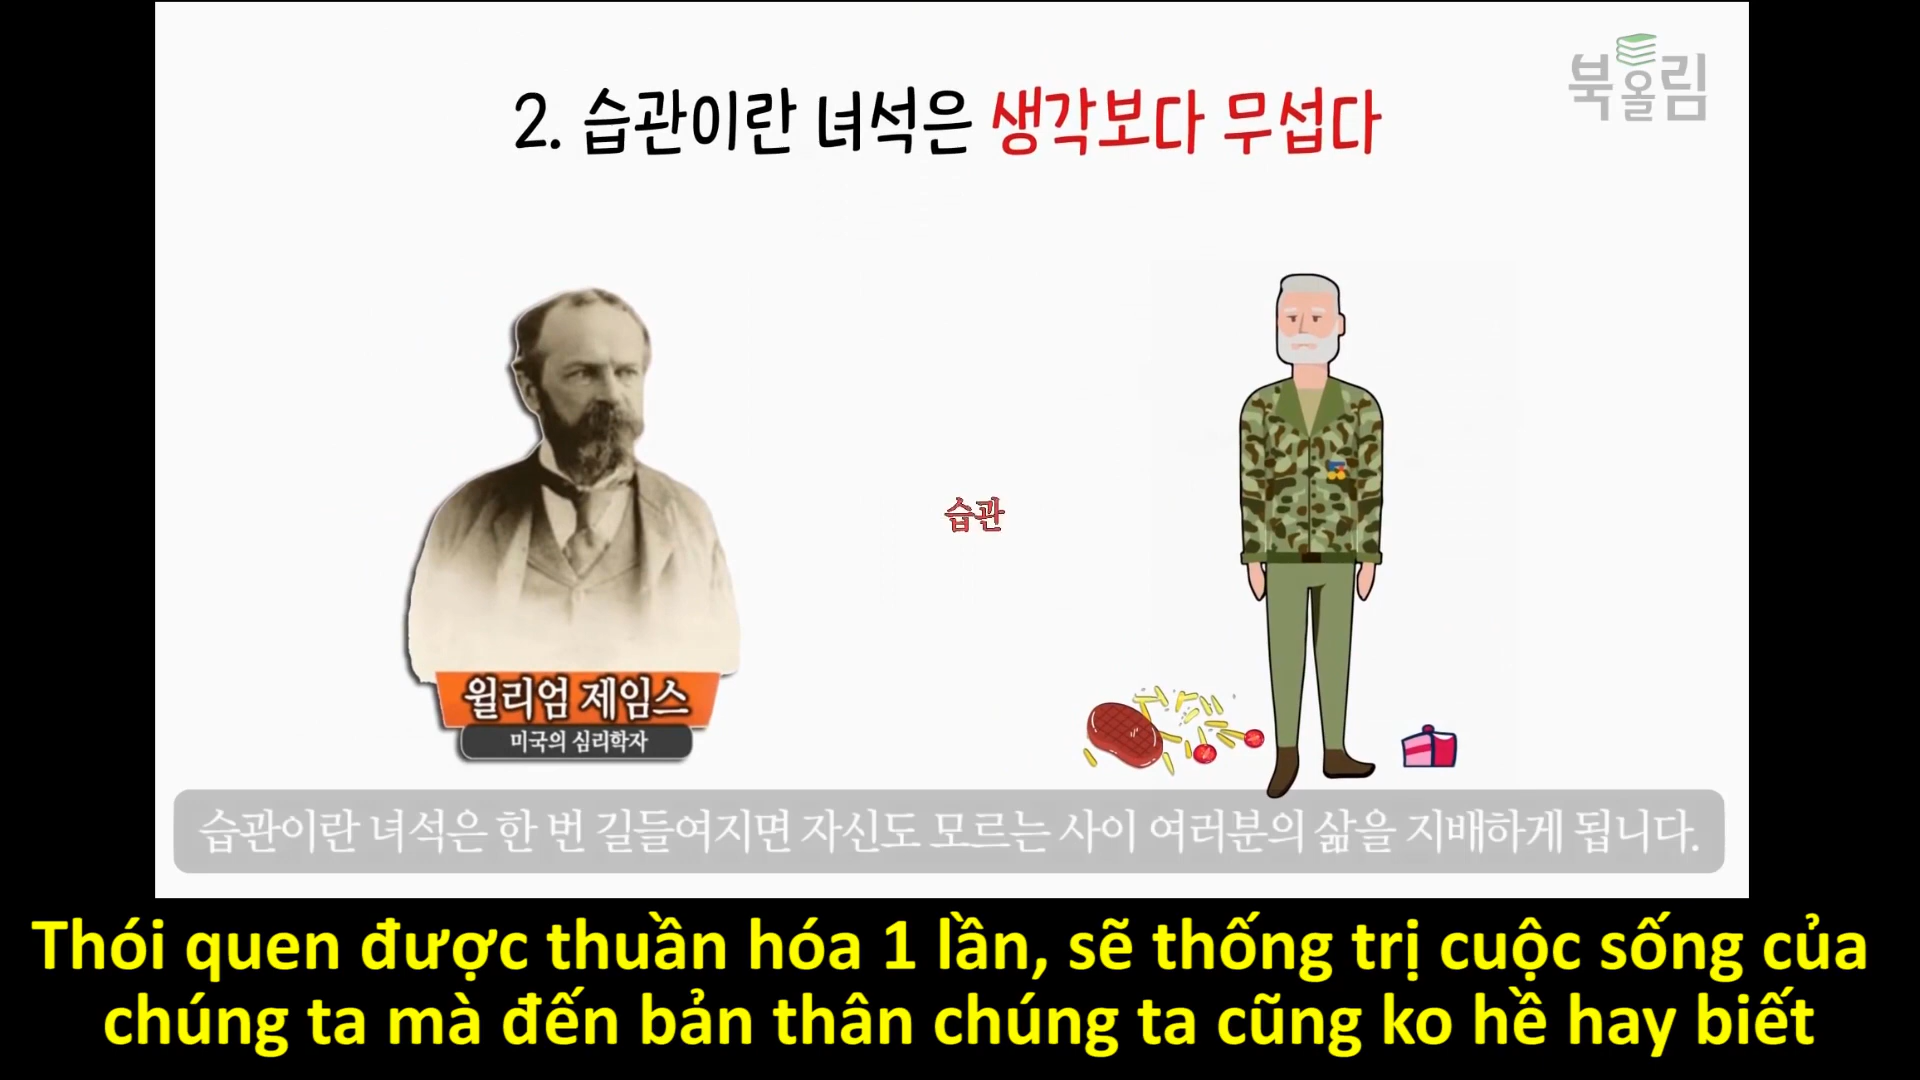 북올림
2. 습관이란 녀석은 생각보다 무섭다
습관
윌리엄 제임스
미국의 심리학자
습관이란 녀석은 한 번 길들여지면 자신도 모르는 사이 여러분의 삶을 지배하게 됩니다.
Thói quen được thuần hóa 1 lần, sẽ thống trị cuộc sống của
chúng ta mà đến bản thân chúng ta cũng ko hề hay biết